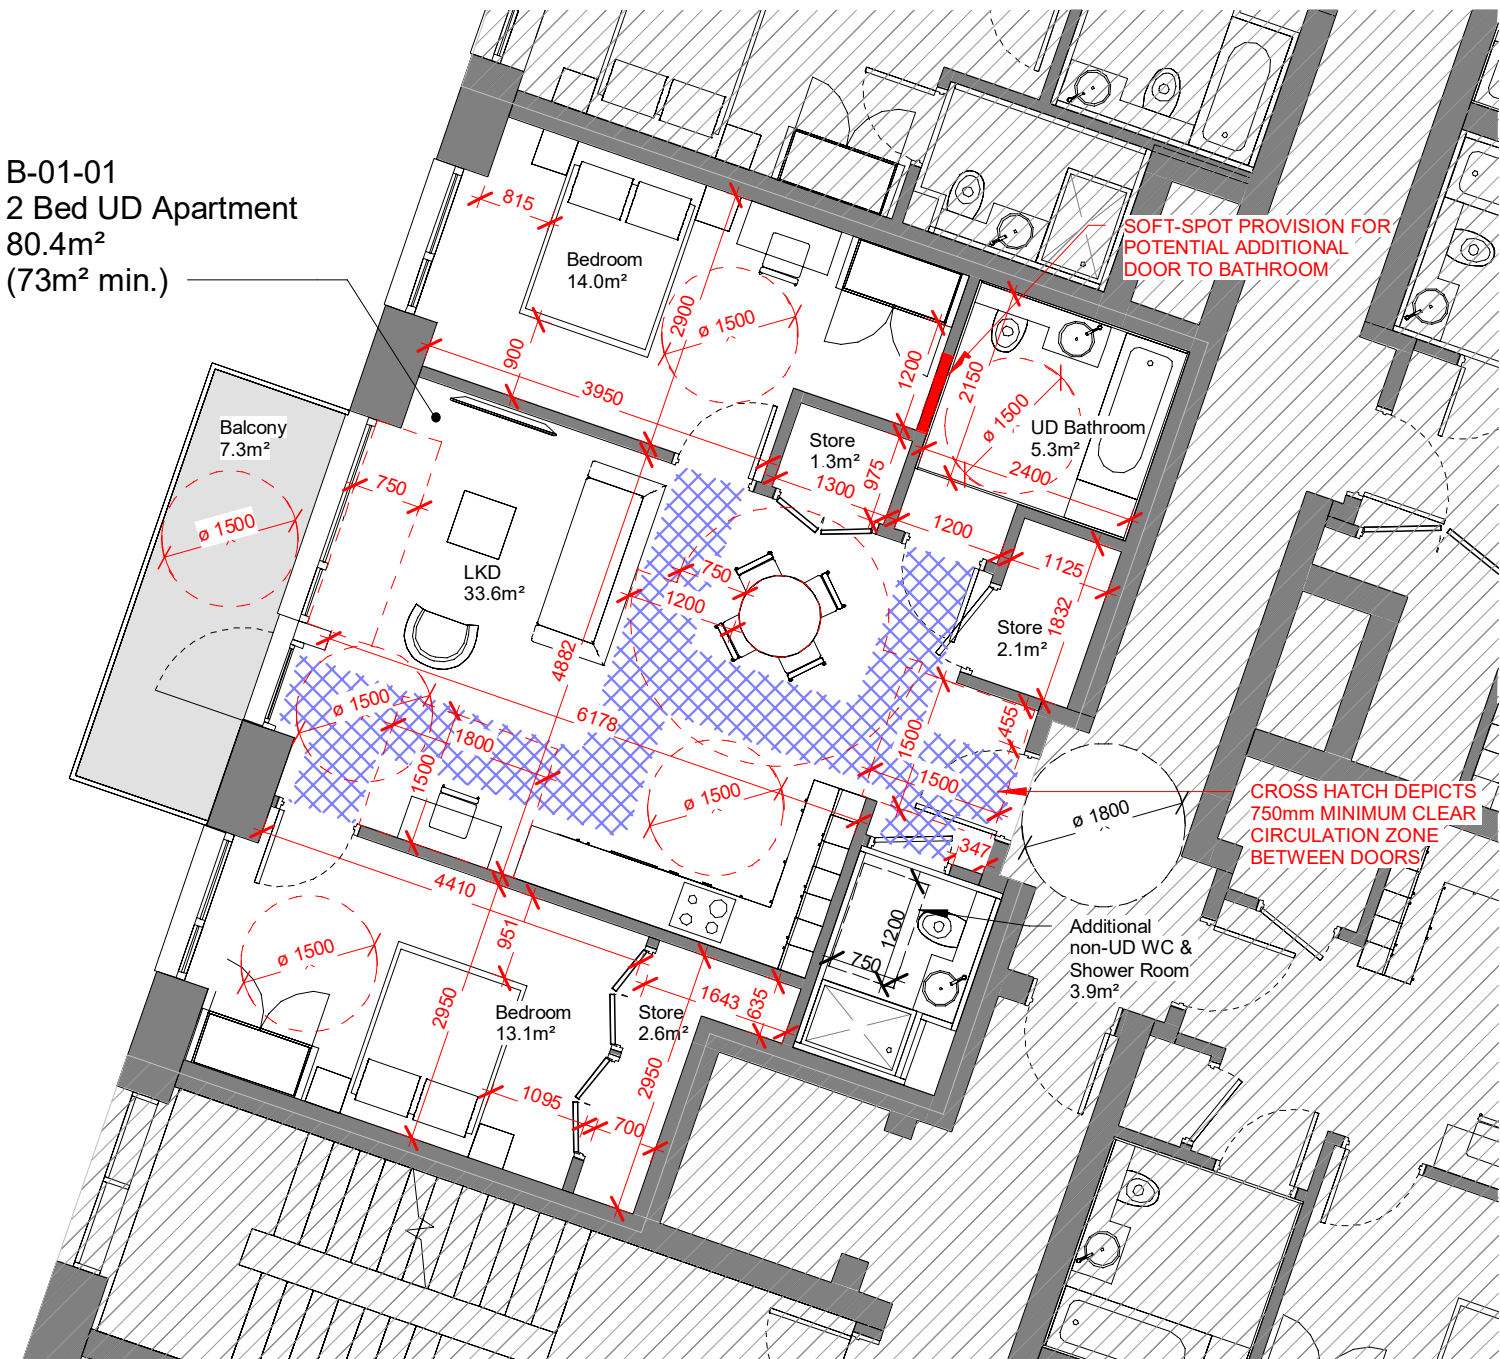 B-01-01
2 Bed UD Apartment
80.4m²
(73m² min.)
815
Bedroom
14.0m²
2900
ø 1500
900
3950
1200
SOFT-SPOT PROVISION FOR
POTENTIAL ADDITIONAL
DOOR TO BATHROOM
2150
ø 1500
UD Bathroom
5.3m²
2400
Balcony
7.3m²
ø 1500
750
Store
1.3m²
1300
975
1200
LKD
33.6m²
750
1200
1125
1832
Store
2.1m²
4882
ø 1500
6178
1800
1500
ø 1500
1500
455
1500
347
ø 1800
CROSS HATCH DEPICTS
750mm MINIMUM CLEAR
CIRCULATION ZONE
BETWEEN DOORS
4410
951
ø 1500
2950
Bedroom
13.1m²
Store
2.6m²
1643
635
2950
1095
700
1200
750
Additional
non-UD WC &
Shower Room
3.9m²